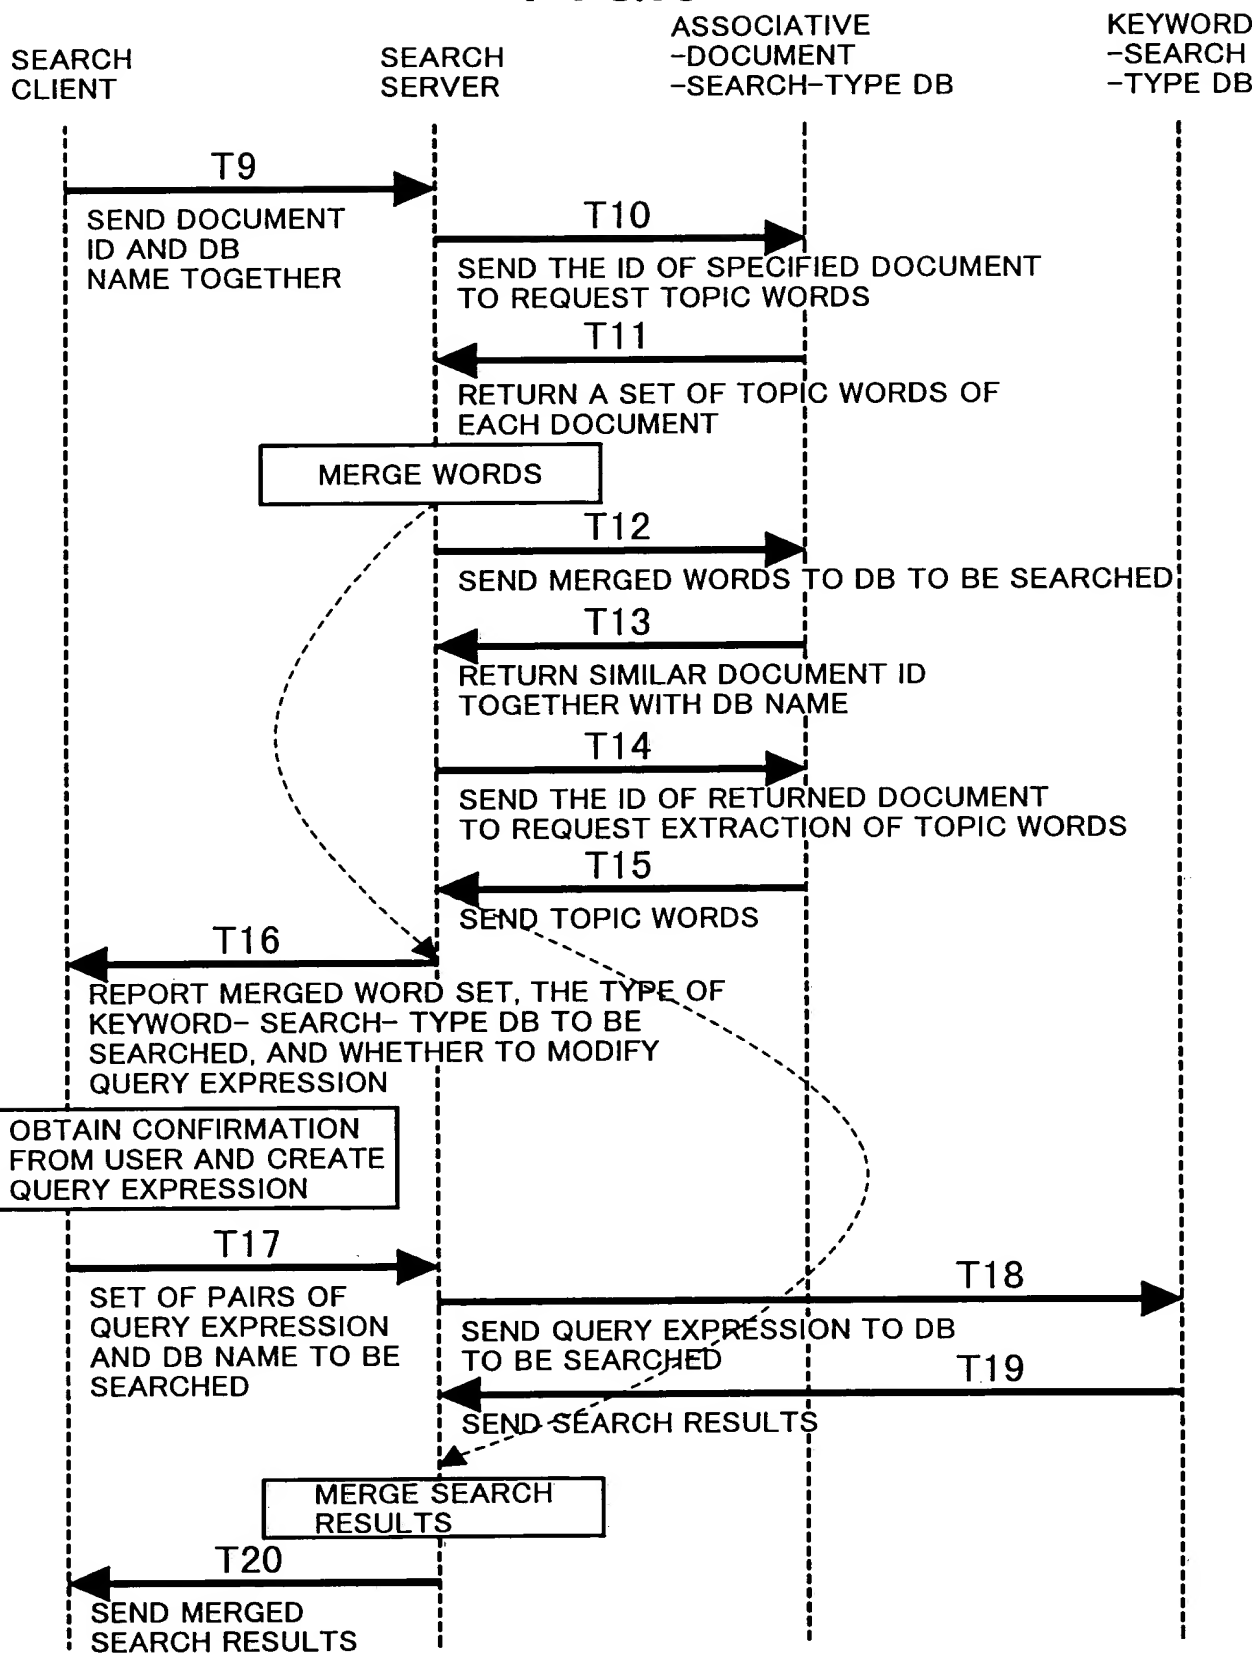 SEARCH
CLIENT
SEARCH
SERVER
ASSOCIATIVE
-DOCUMENT
-SEARCH-TYPE DB
KEYWORD
-SEARCH
-TYPE DB
T9
SEND DOCUMENT
ID AND DB
NAME TOGETHER
T10
SEND THE ID OF SPECIFIED DOCUMENT
TO REQUEST TOPIC WORDS
T11
RETURN A SET OF TOPIC WORDS OF
EACH DOCUMENT
MERGE WORDS
T12
SEND MERGED WORDS TO DB TO BE SEARCHED
T13
RETURN SIMILAR DOCUMENT ID
TOGETHER WITH DB NAME
T14
SEND THE ID OF RETURNED DOCUMENT
TO REQUEST EXTRACTION OF TOPIC WORDS
T15
SEND TOPIC WORDS
T16
REPORT MERGED WORD SET, THE TYPE OF
KEYWORD- SEARCH- TYPE DB TO BE
SEARCHED, AND WHETHER TO MODIFY
QUERY EXPRESSION
OBTAIN CONFIRMATION
FROM USER AND CREATE
QUERY EXPRESSION
T17
SET OF PAIRS OF
QUERY EXPRESSION
AND DB NAME TO BE
SEARCHED
T18
SEND QUERY EXPRESSION TO DB
TO BE SEARCHED
T19
SEND SEARCH RESULTS
MERGE SEARCH
RESULTS
T20
SEND MERGED
SEARCH RESULTS